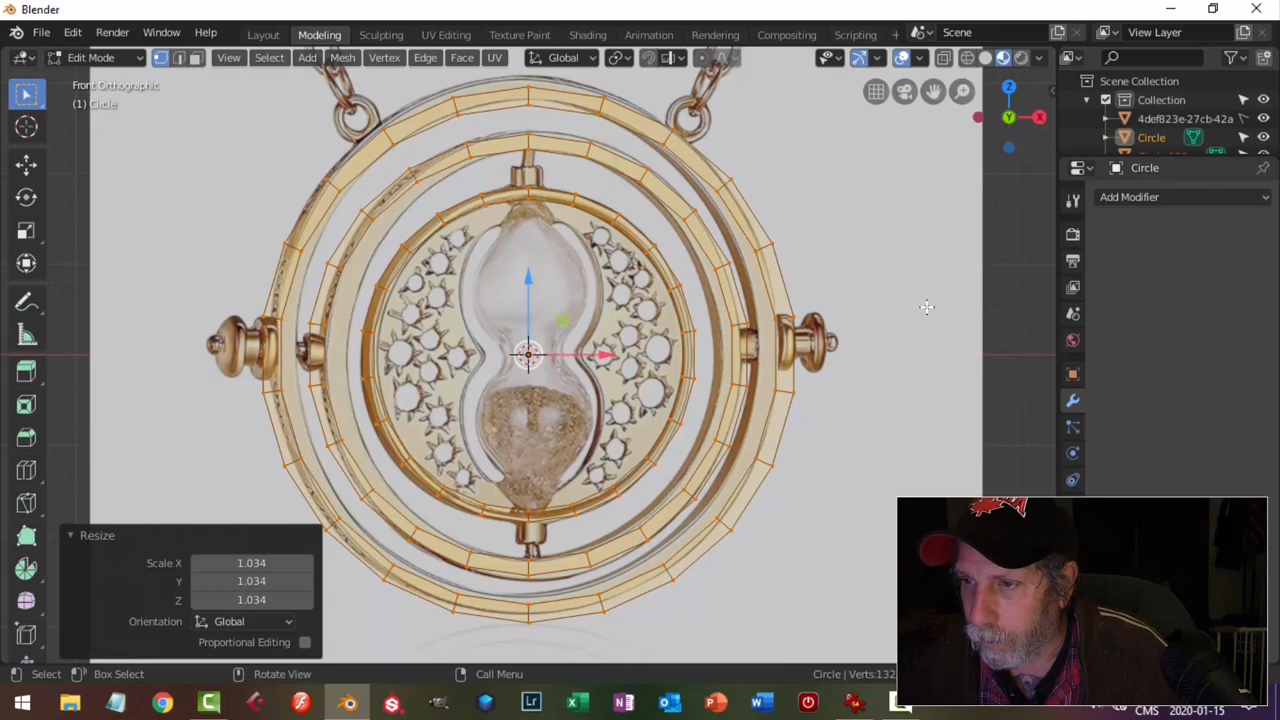 Blender
File Edit Render Window Help
Layout Modeling Sculpting UV Editing Texture Paint Shading Animation Rendering Compositing Scripting
Scene
View Layer
Edit Mode
View Select Add Mesh Vertex Edge Face UV
Global
Front Orthographic
(1) Circle
Z
Y
X
Scene Collection
Collection
4def823e-27cb-42a
Circle
Circle
Add Modifier
Resize
Scale X 1.034
Y 1.034
Z 1.034
Orientation Global
Proportional Editing
Select
Box Select
Rotate View
Call Menu
Circle | Verts:132,
CMS 2020-01-15